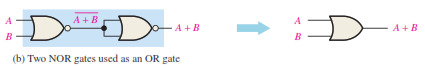 A
B
A + B
A + B
A
B
A + B
(b) Two NOR gates used as an OR gate